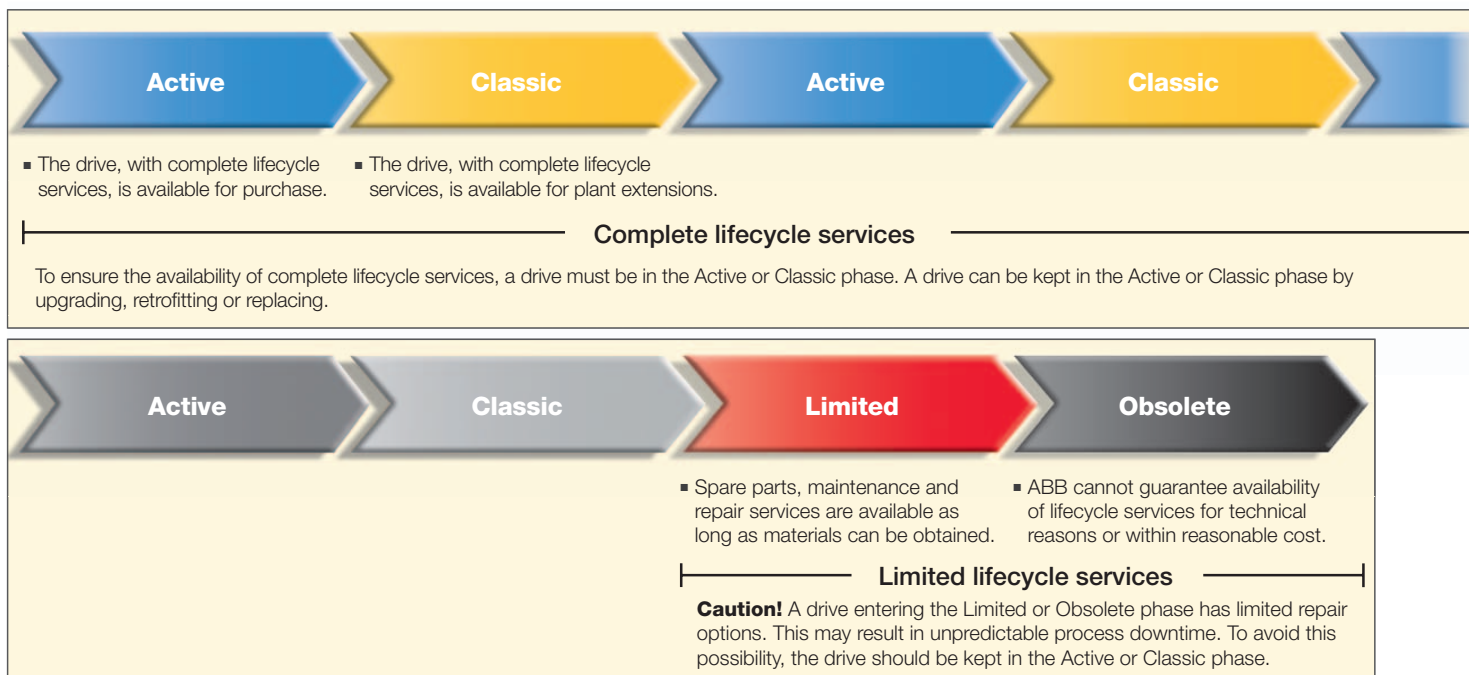 Active
Classic
Active
Classic
■ The drive, with complete lifecycle
services, is available for purchase.
■ The drive, with complete lifecycle
services, is available for plant extensions.
Complete lifecycle services
To ensure the availability of complete lifecycle services, a drive must be in the Active or Classic phase. A drive can be kept in the Active or Classic phase by
upgrading, retrofitting or replacing.
Active
Classic
Limited
Obsolete
■ Spare parts, maintenance and
repair services are available as
long as materials can be obtained.
■ ABB cannot guarantee availability
of lifecycle services for technical
reasons or within reasonable cost.
Limited lifecycle services
Caution! A drive entering the Limited or Obsolete phase has limited repair
options. This may result in unpredictable process downtime. To avoid this
possibility, the drive should be kept in the Active or Classic phase.